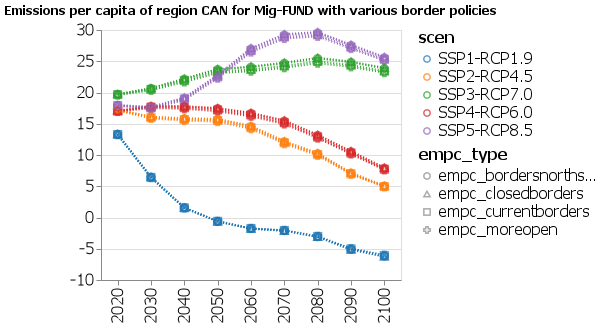 Emissions per capita of region CAN for Mig-FUND with various border policies
30
25
20
15
10
5
0
-5
-10
2020
2030
2040
2050
2060
2070
2080
2090
2100
scen
SSP1-RCP1.9
SSP2-RCP4.5
SSP3-RCP7.0
SSP4-RCP6.0
SSP5-RCP8.5
empc_type
empc_bordersnorths...
empc_closedborders
empc_currentborders
empc_moreopen